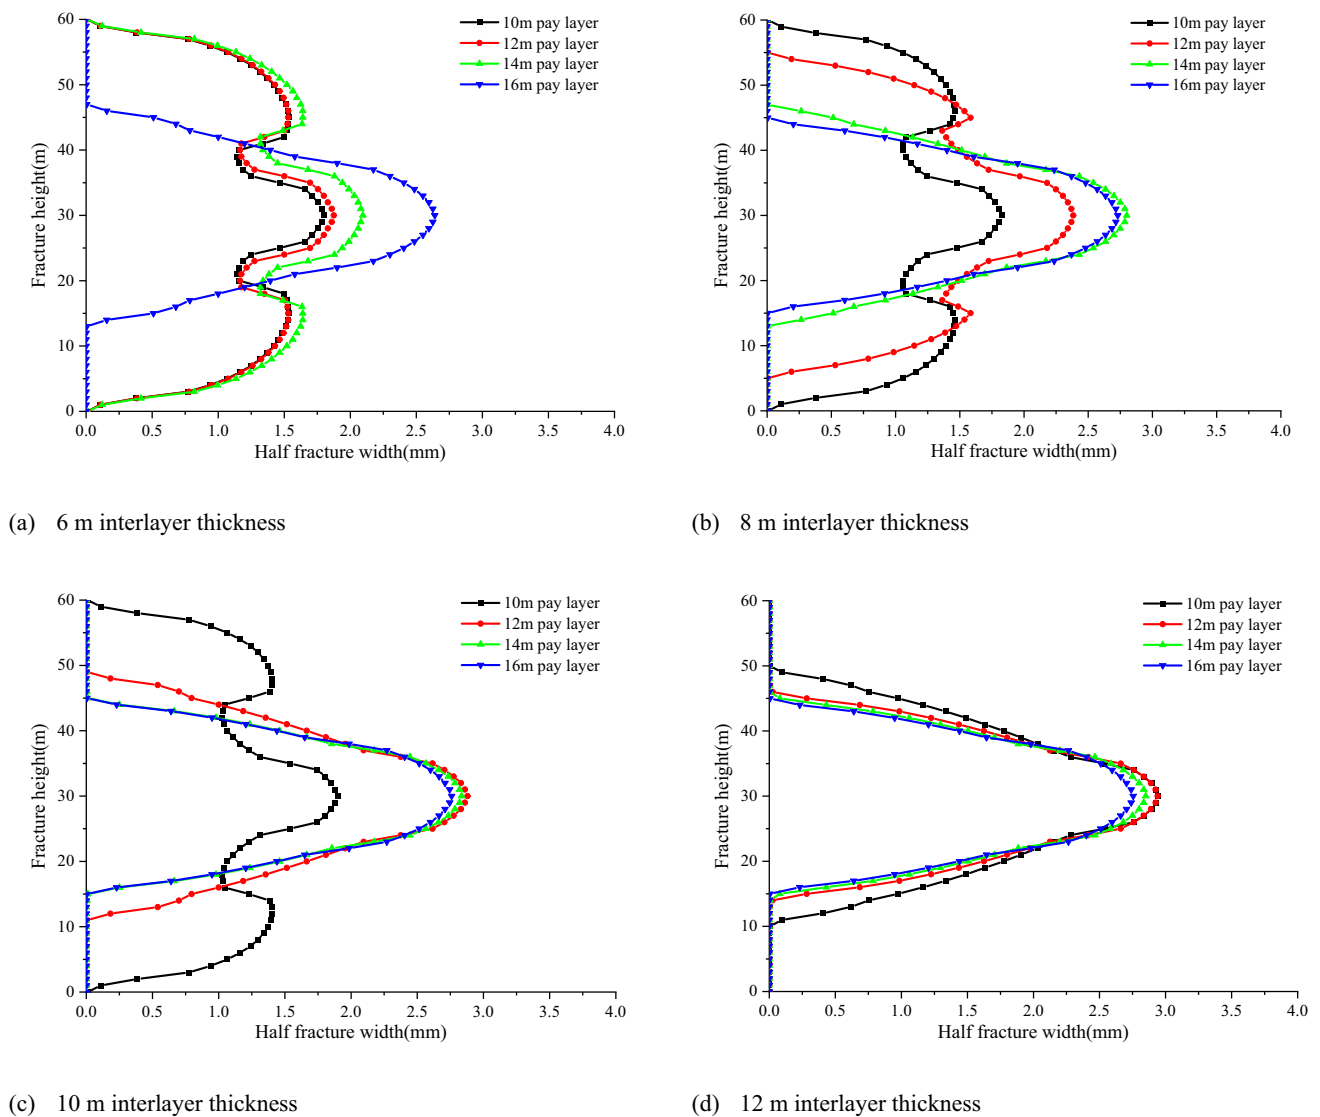 60
50
40
30
20
10
0
Fracture height(m)
0.0 0.5 1.0 1.5 2.0 2.5 3.0 3.5 4.0
Half fracture width(mm)
10m pay layer
12m pay layer
14m pay layer
16m pay layer
(a) 6 m interlayer thickness
60
50
40
30
20
10
0
Fracture height(m)
0.0 0.5 1.0 1.5 2.0 2.5 3.0 3.5 4.0
Half fracture width(mm)
10m pay layer
12m pay layer
14m pay layer
16m pay layer
(b) 8 m interlayer thickness
60
50
40
30
20
10
0
Fracture height(m)
0.0 0.5 1.0 1.5 2.0 2.5 3.0 3.5 4.0
Half fracture width(mm)
10m pay layer
12m pay layer
14m pay layer
16m pay layer
(c) 10 m interlayer thickness
60
50
40
30
20
10
0
Fracture height(m)
0.0 0.5 1.0 1.5 2.0 2.5 3.0 3.5 4.0
Half fracture width(mm)
10m pay layer
12m pay layer
14m pay layer
16m pay layer
(d) 12 m interlayer thickness